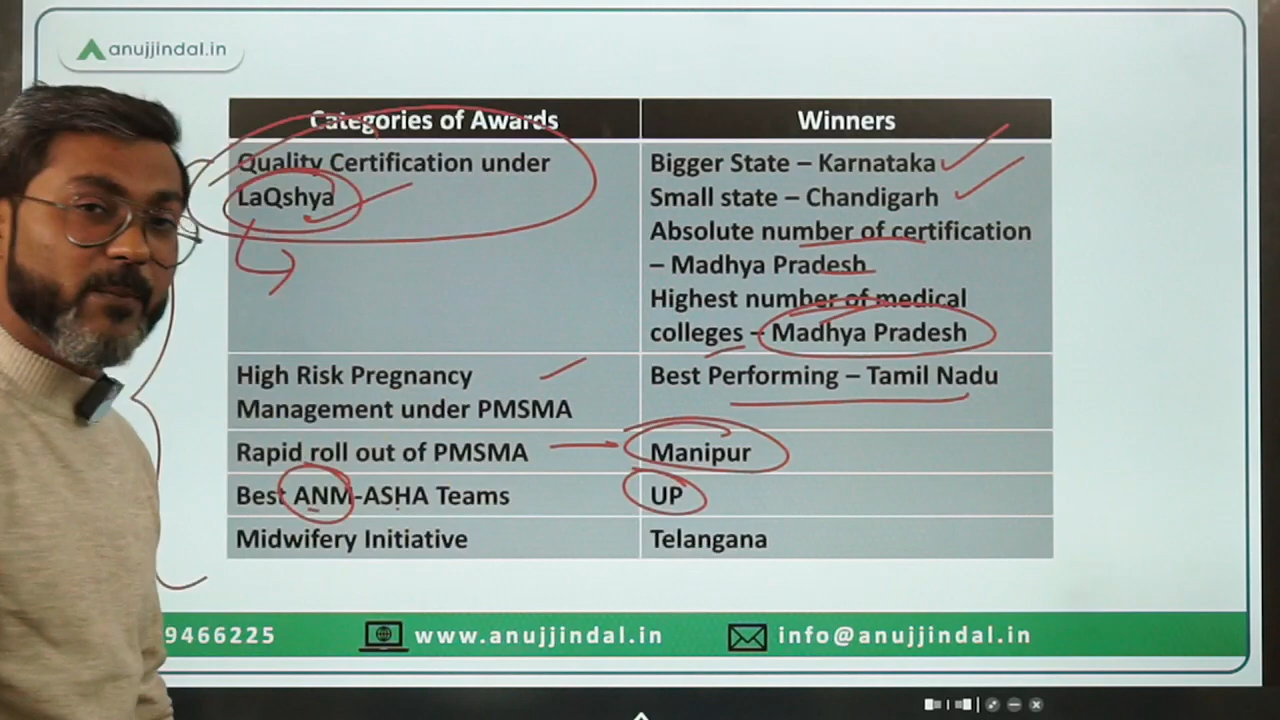 anujjindal.in
Categories of Awards
Winners
Quality Certification under
LaQshya
Bigger State – Karnataka
Small state – Chandigarh
Absolute number of certification
– Madhya Pradesh
Highest number of medical
colleges – Madhya Pradesh
High Risk Pregnancy
Management under PMSMA
Best Performing – Tamil Nadu
Rapid roll out of PMSMA
Manipur
Best ANM-ASHA Teams
UP
Midwifery Initiative
Telangana
9466225
www.anujjindal.in
info@anujjindal.in